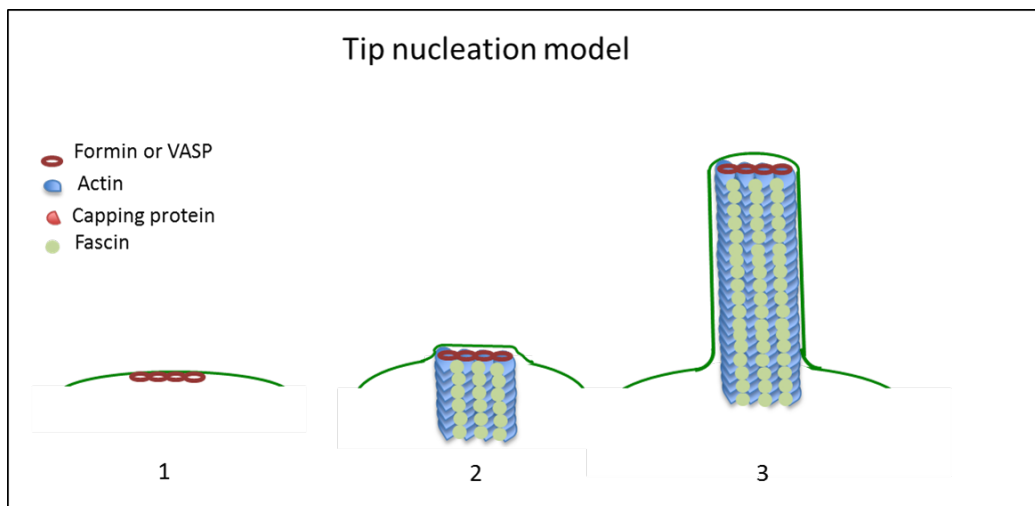 Tip nucleation model
Formin or VASP
Actin
Capping protein
Fascin
1
2
3